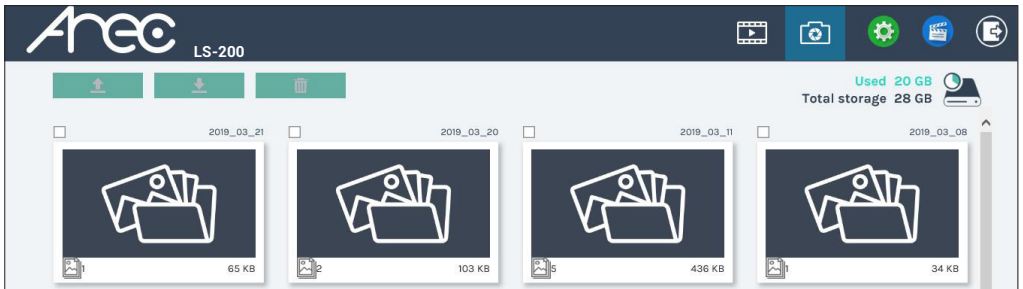 Arec
LS-200
Used 20 GB
Total storage 28 GB
2019_03_21
2019_03_20
2019_03_11
2019_03_08
1
65 KB
2
103 KB
5
436 KB
1
34 KB